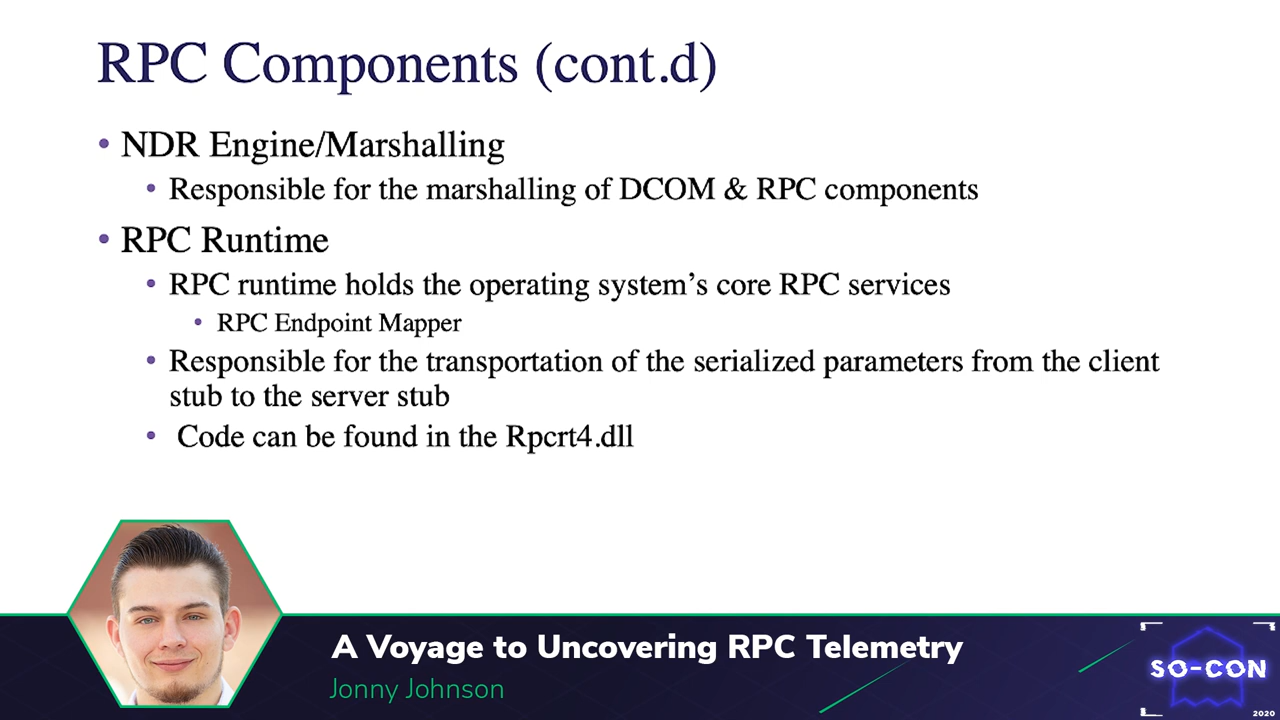 RPC Components (cont.d)
• NDR Engine/Marshalling
• Responsible for the marshalling of DCOM & RPC components
• RPC Runtime
• RPC runtime holds the operating system’s core RPC services
• RPC Endpoint Mapper
• Responsible for the transportation of the serialized parameters from the client
stub to the server stub
• Code can be found in the Rpcrt4.dll
A Voyage to Uncovering RPC Telemetry
Jonny Johnson
SO-CON
2020